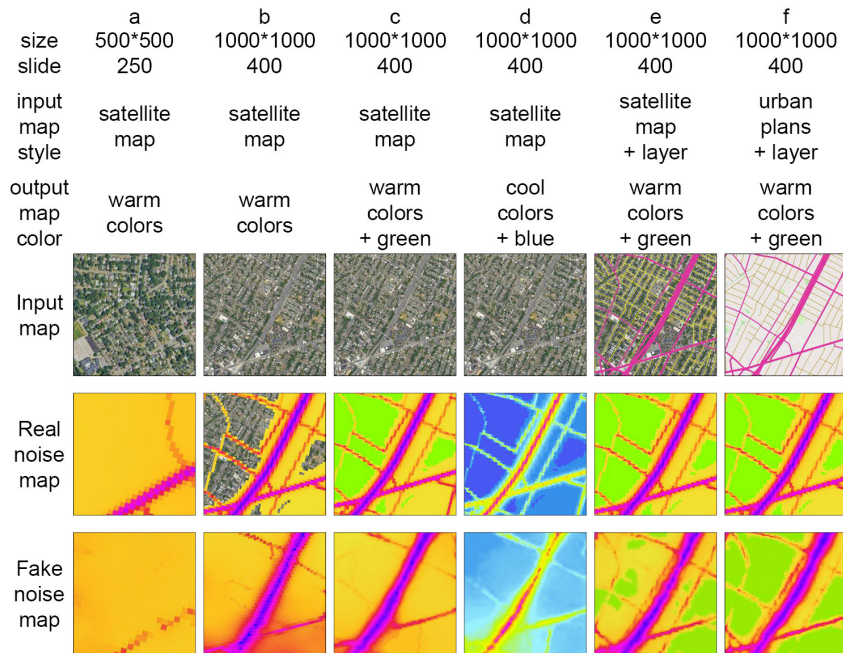 a b c d e f
size 500*500 1000*1000 1000*1000 1000*1000 1000*1000 1000*1000
slide 250 400 400 400 400 400
input map style
satellite map
satellite map
satellite map
satellite map
satellite map + layer
urban plans + layer
output map color
warm colors
warm colors
warm colors + green
cool colors + blue
warm colors + green
warm colors + green
Input map
Real noise map
Fake noise map